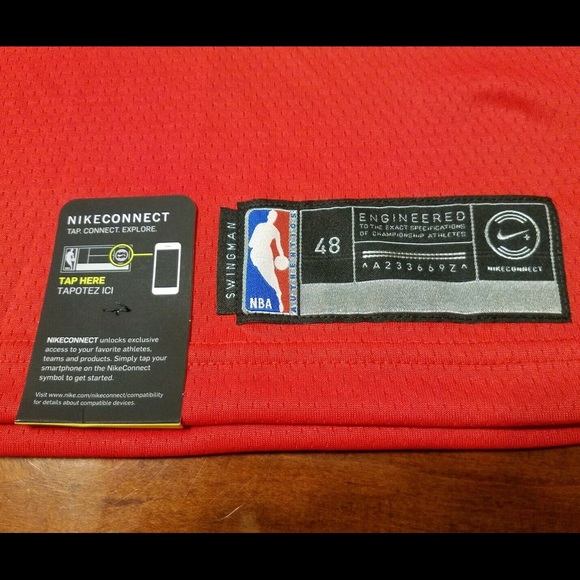 NIKECONNECT
TAP. CONNECT. EXPLORE.
TAP HERE
TAPOTEZ ICI
NIKECONNECT unlocks exclusive
access to your favorite athletes,
teams and products. Simply tap your
smartphone on the NikeConnect
symbol to get started.
Visit www.nike.com/nikeconnect/compatibility
for details about compatible devices.
SWINGMAN
NBA
AUTHENTICS
48
ENGINEERED
TO THE EXACT SPECIFICATIONS
OF CHAMPIONSHIP ATHLETES
^A233669Z^
NIKECONNECT